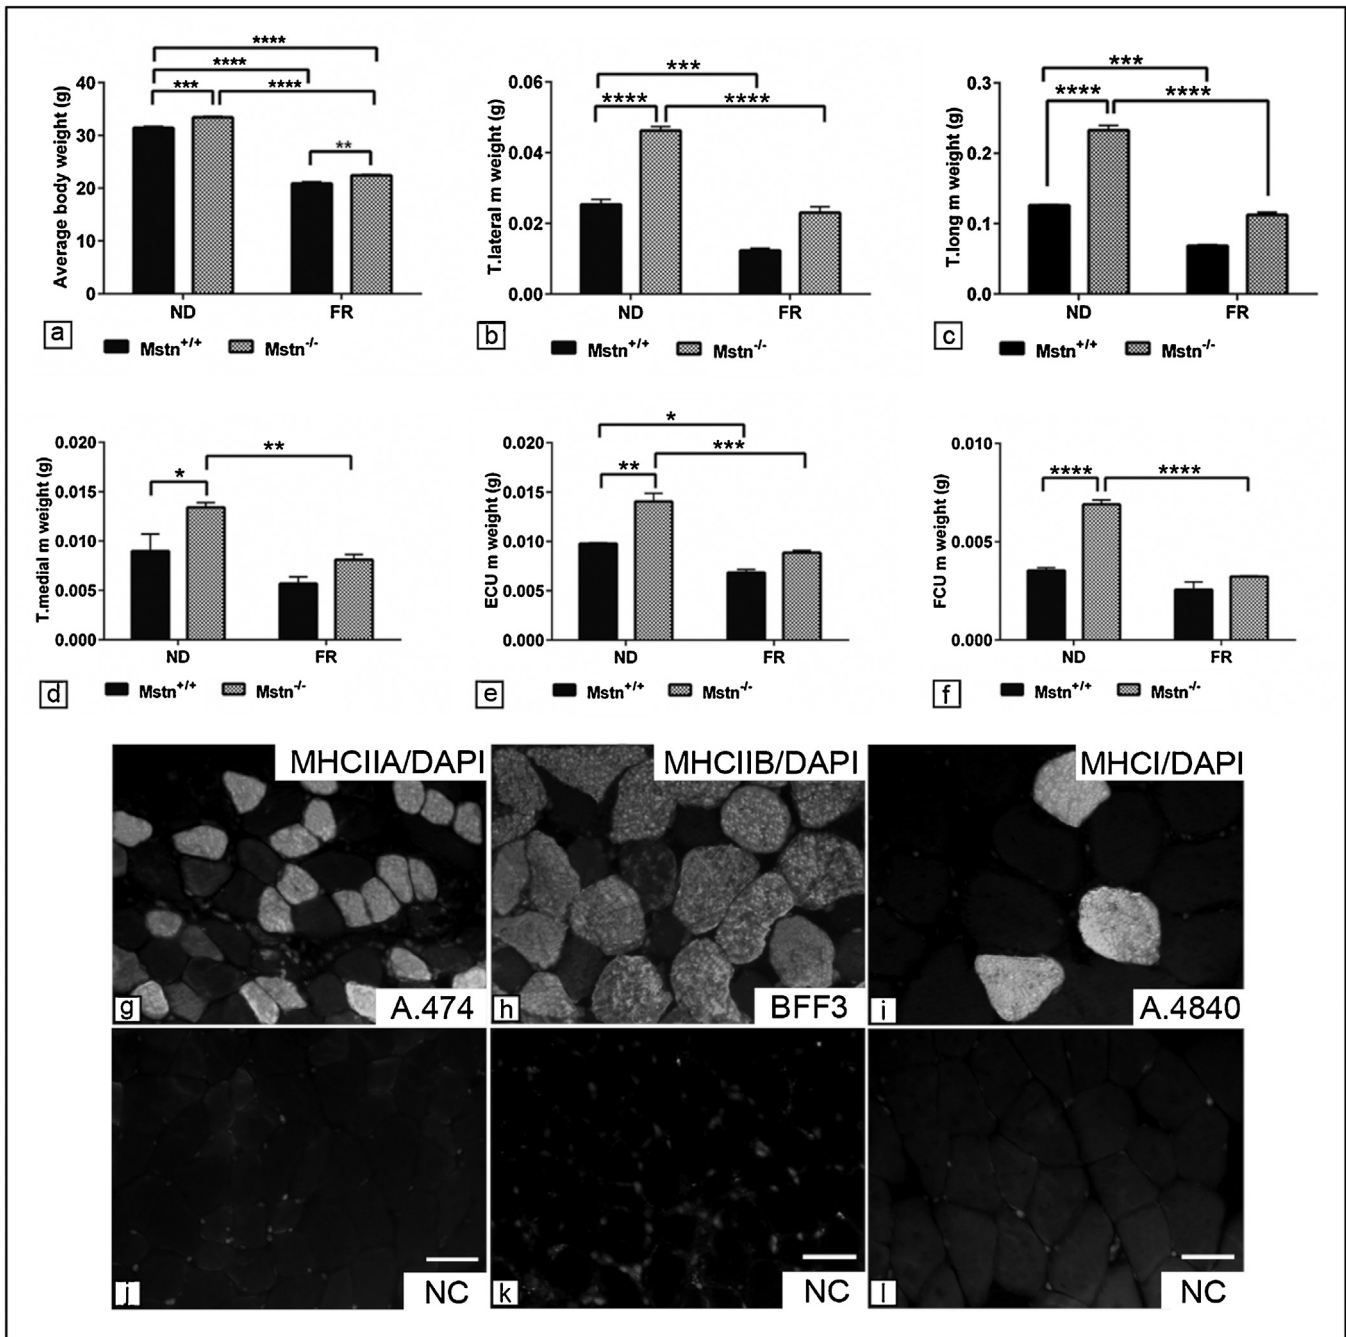 **** 
**** 
*** ****
**
Average body weight (g)
40
30
20
10
0
ND FR
a
Mstn+/+ Mstn-/-
***
**** ****
T.lateral m weight (g)
0.06
0.04
0.02
0.00
ND FR
b
Mstn+/+ Mstn-/-
***
**** ****
T.long m weight (g)
0.3
0.2
0.1
0.0
ND FR
c
Mstn+/+ Mstn-/-
* **
T.medial m weight (g)
0.020
0.015
0.010
0.005
0.000
ND FR
d
Mstn+/+ Mstn-/-
*
** ***
ECU m weight (g)
0.020
0.015
0.010
0.005
0.000
ND FR
e
Mstn+/+ Mstn-/-
**** ****
FCU m weight (g)
0.010
0.005
0.000
ND FR
f
Mstn+/+ Mstn-/-
MHCIIA/DAPI
g
A.474
MHCIIB/DAPI
h
BFF3
MHCI/DAPI
i
A.4840
j
NC
k
NC
l
NC